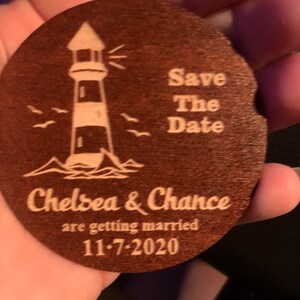 Save
The
Date
Chelsea & Chance
are getting married
11·7·2020